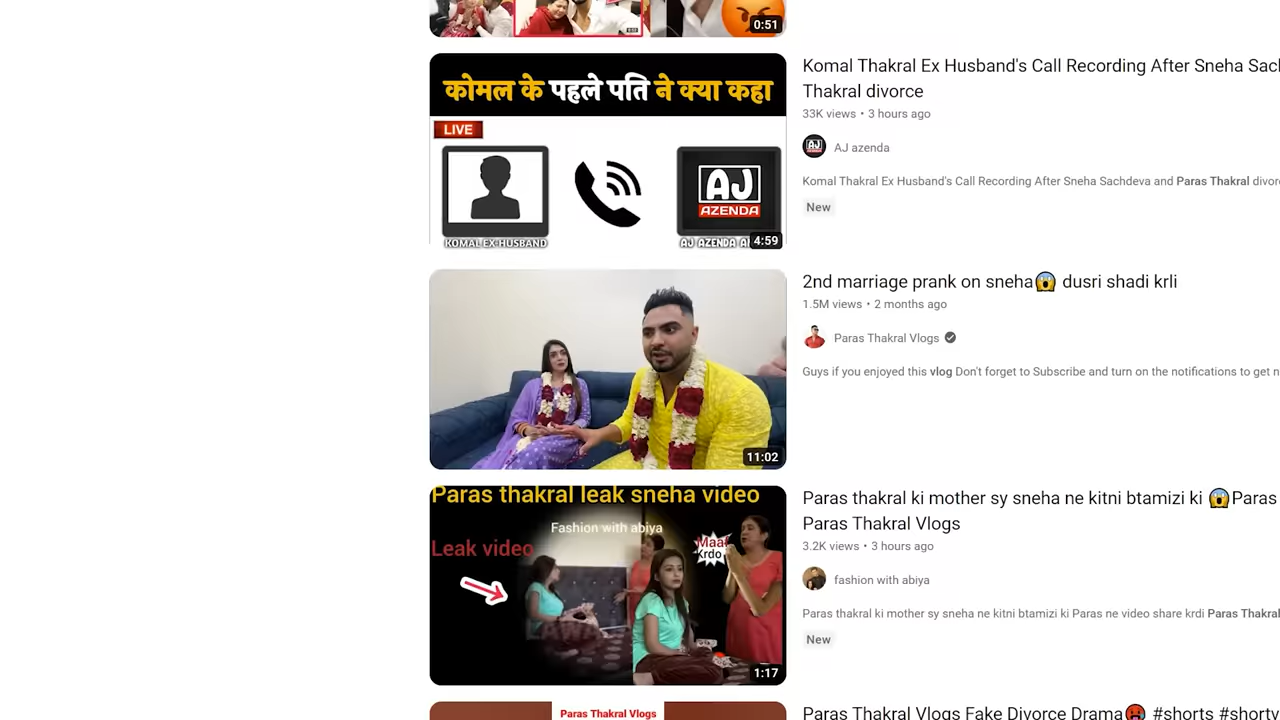 0:51
कोमल के पहले पति ने क्या कहा
LIVE
AJ
AZENDA
KOMAL EX HUSBAND
AJ AZENDA
4:59
Komal Thakral Ex Husband's Call Recording After Sneha
Thakral divorce
33K views • 3 hours ago
AJ azenda
Komal Thakral Ex Husband's Call Recording After Sneha Sachdeva and Paras Thakral
New
11:02
2nd marriage prank on sneha😱 dusri shadi krli
1.5M views • 2 months ago
Paras Thakral Vlogs
Guys if you enjoyed this vlog Don't forget to Subscribe and turn on the notifications to get
Paras thakral leak sneha video
Fashion with abiya
Leak video
Maaf
Krdo
1:17
Paras thakral ki mother sy sneha ne kitni btamizi ki 😱Paras
Paras Thakral Vlogs
3.2K views • 3 hours ago
fashion with abiya
Paras thakral ki mother sy sneha ne kitni btamizi ki Paras ne video share krdi Paras Thakral
New
Paras Thakral Vlogs
Paras Thakral Vlogs Fake Divorce Drama🤬 #shorts #shortv